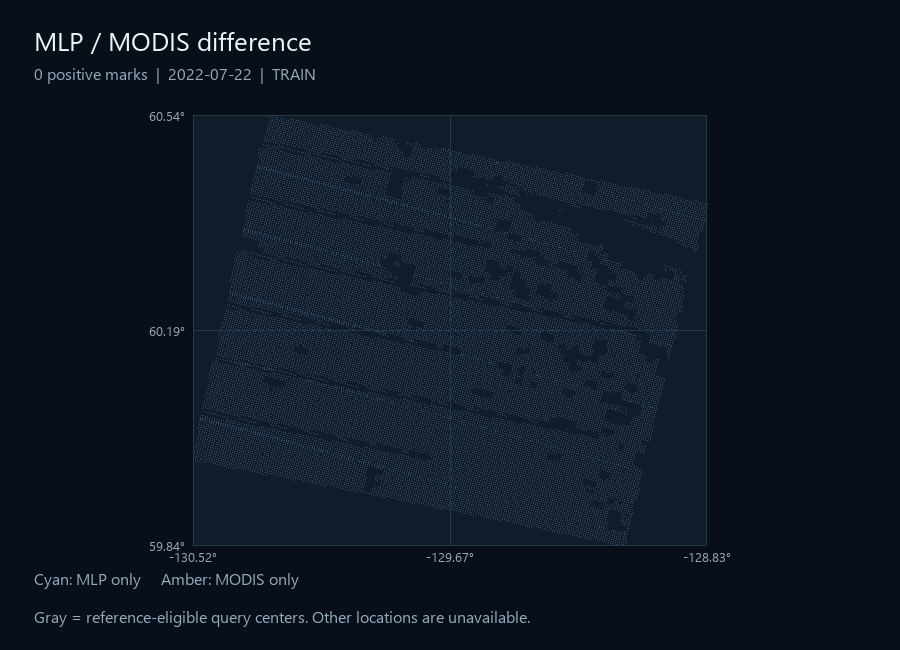 MLP / MODIS difference
0 positive marks | 2022-07-22 | TRAIN
60.54°
60.19°
59.84°
-130.52° -129.67° -128.83°
Cyan: MLP only Amber: MODIS only
Gray = reference-eligible query centers. Other locations are unavailable.